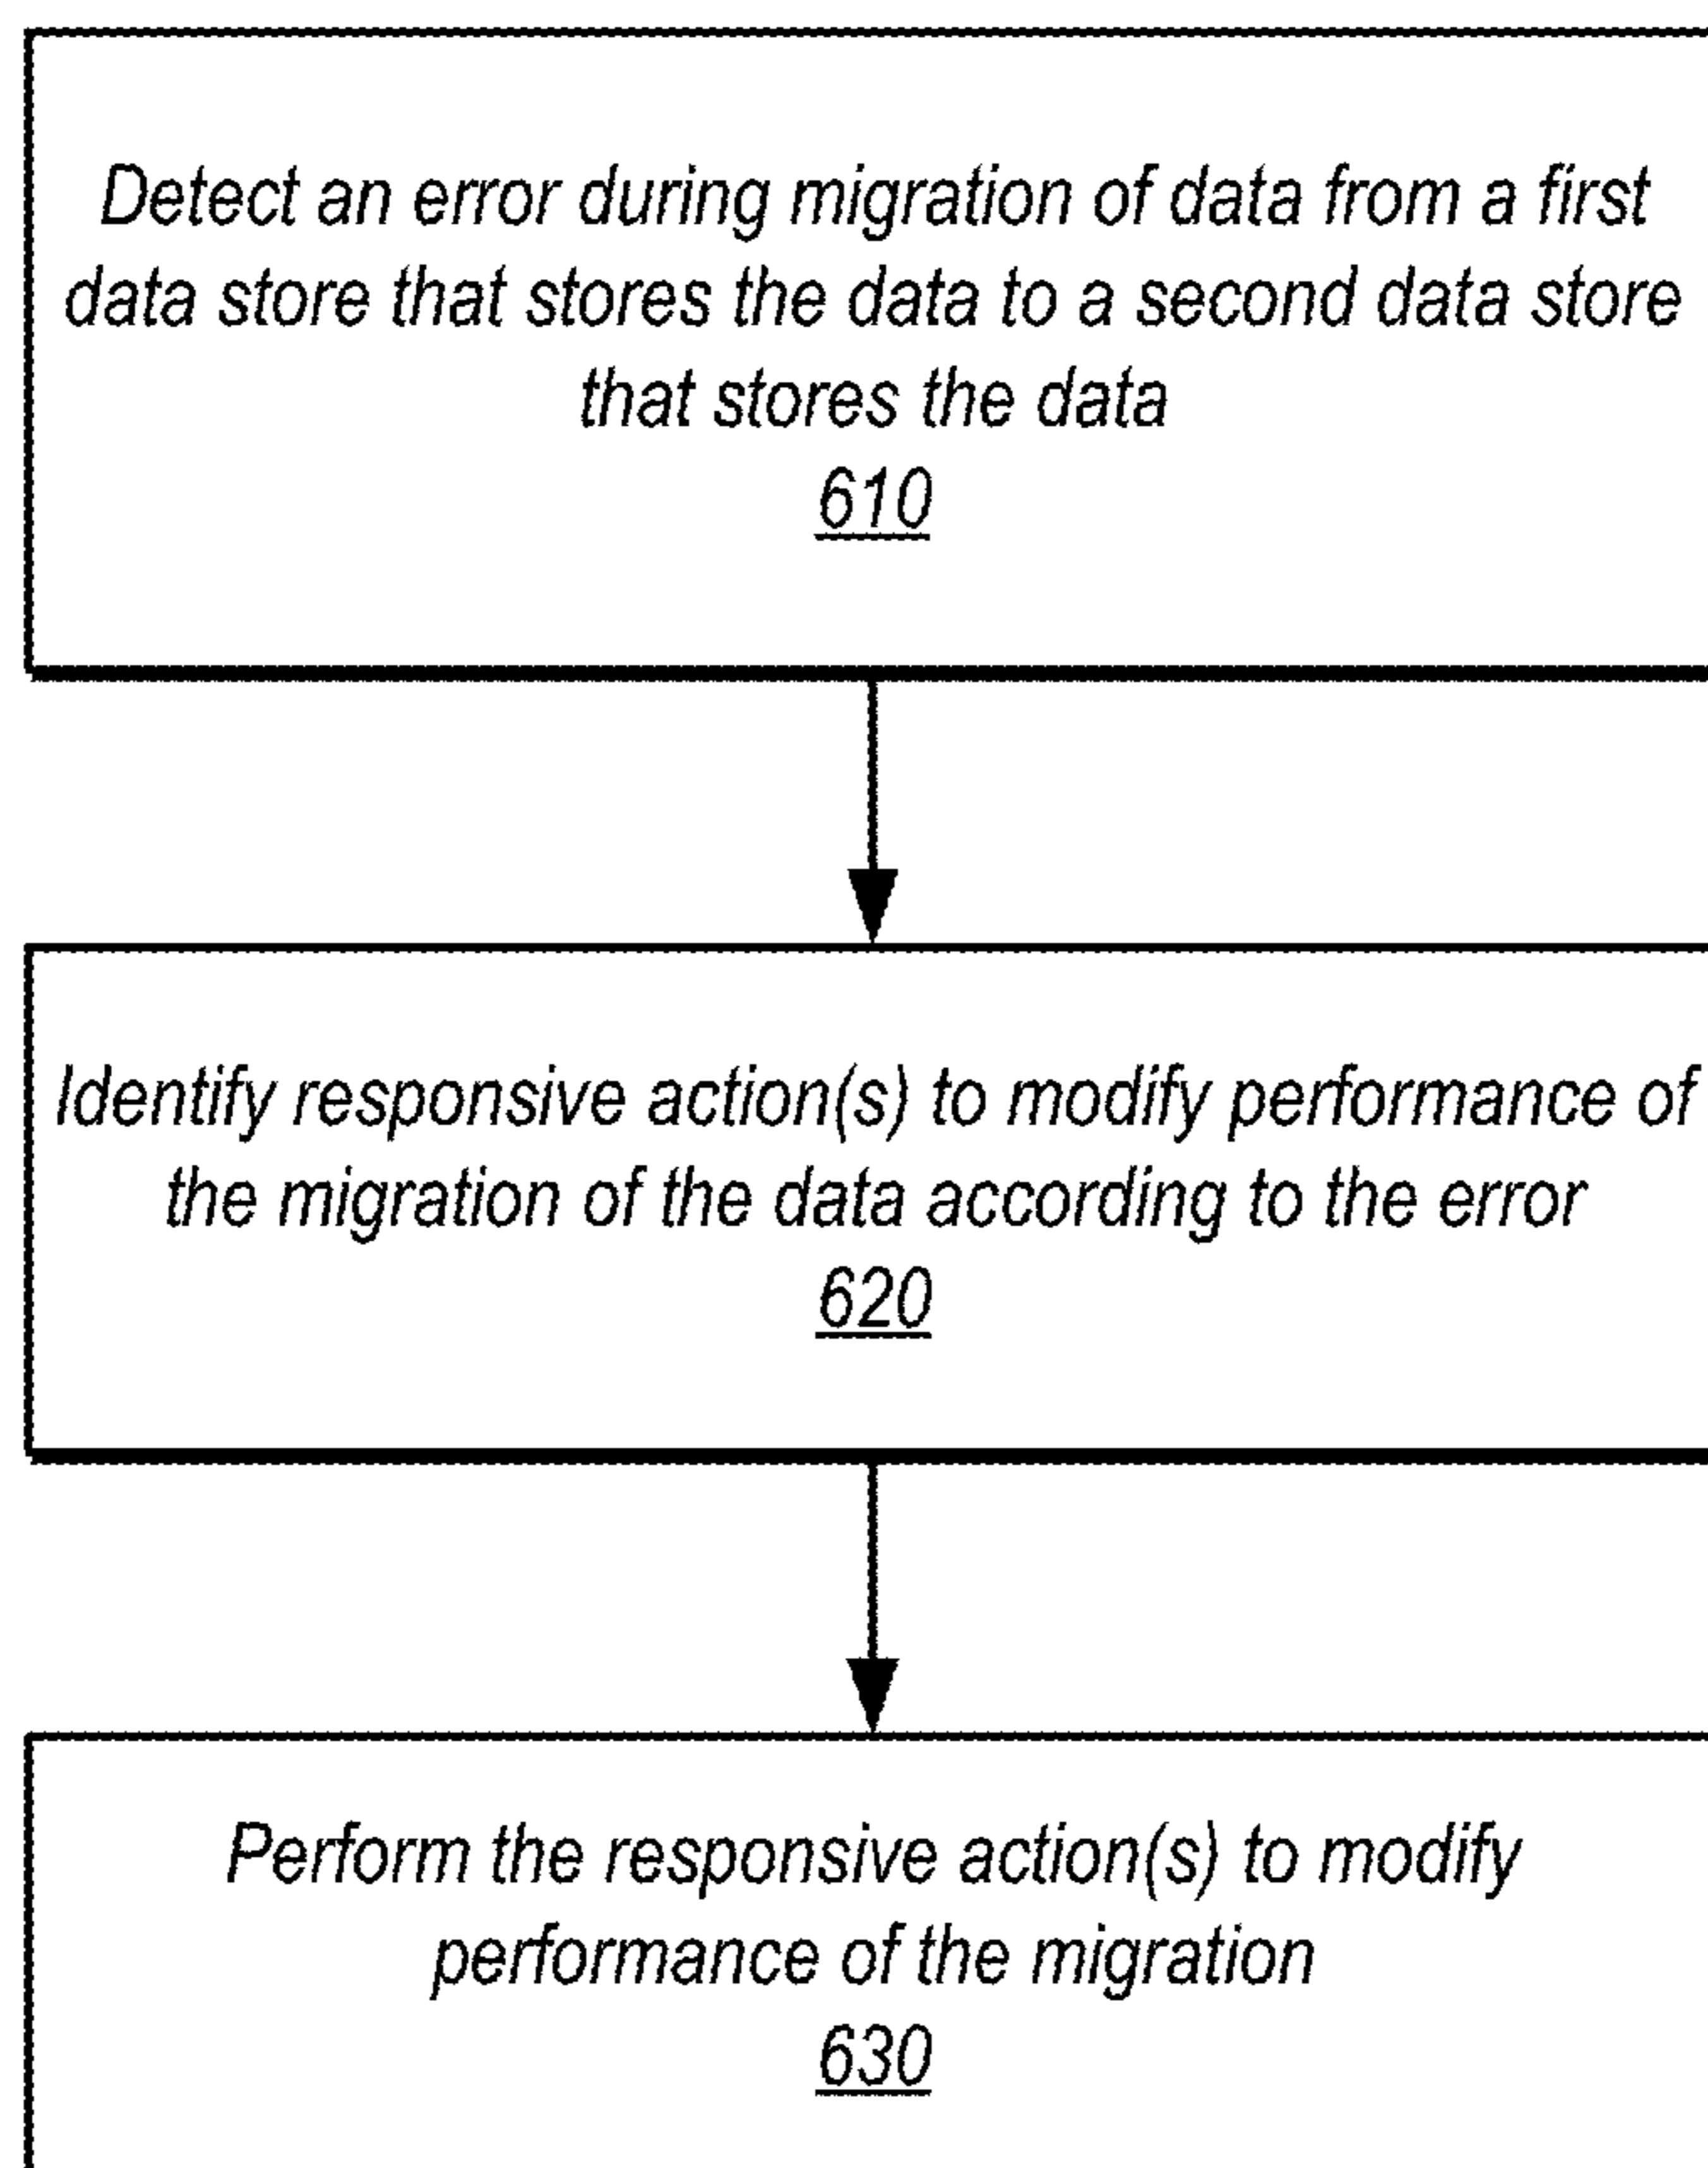 Detect an error during migration of data from a first
data store that stores the data to a second data store
that stores the data
610
Identify responsive action(s) to modify performance of
the migration of the data according to the error
620
Perform the responsive action(s) to modify
performance of the migration
630